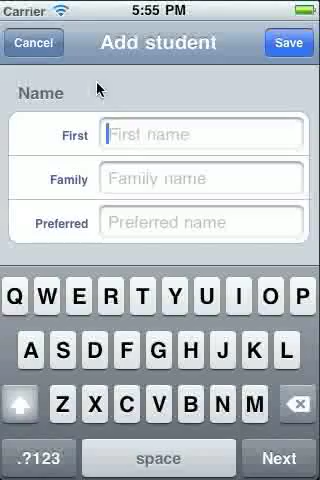 Carrier 5:55 PM
Cancel Add student Save
Name
First First name
Family Family name
Preferred Preferred name
Q W E R T Y U I O P
A S D F G H J K L
Z X C V B N M
.?123 space Next